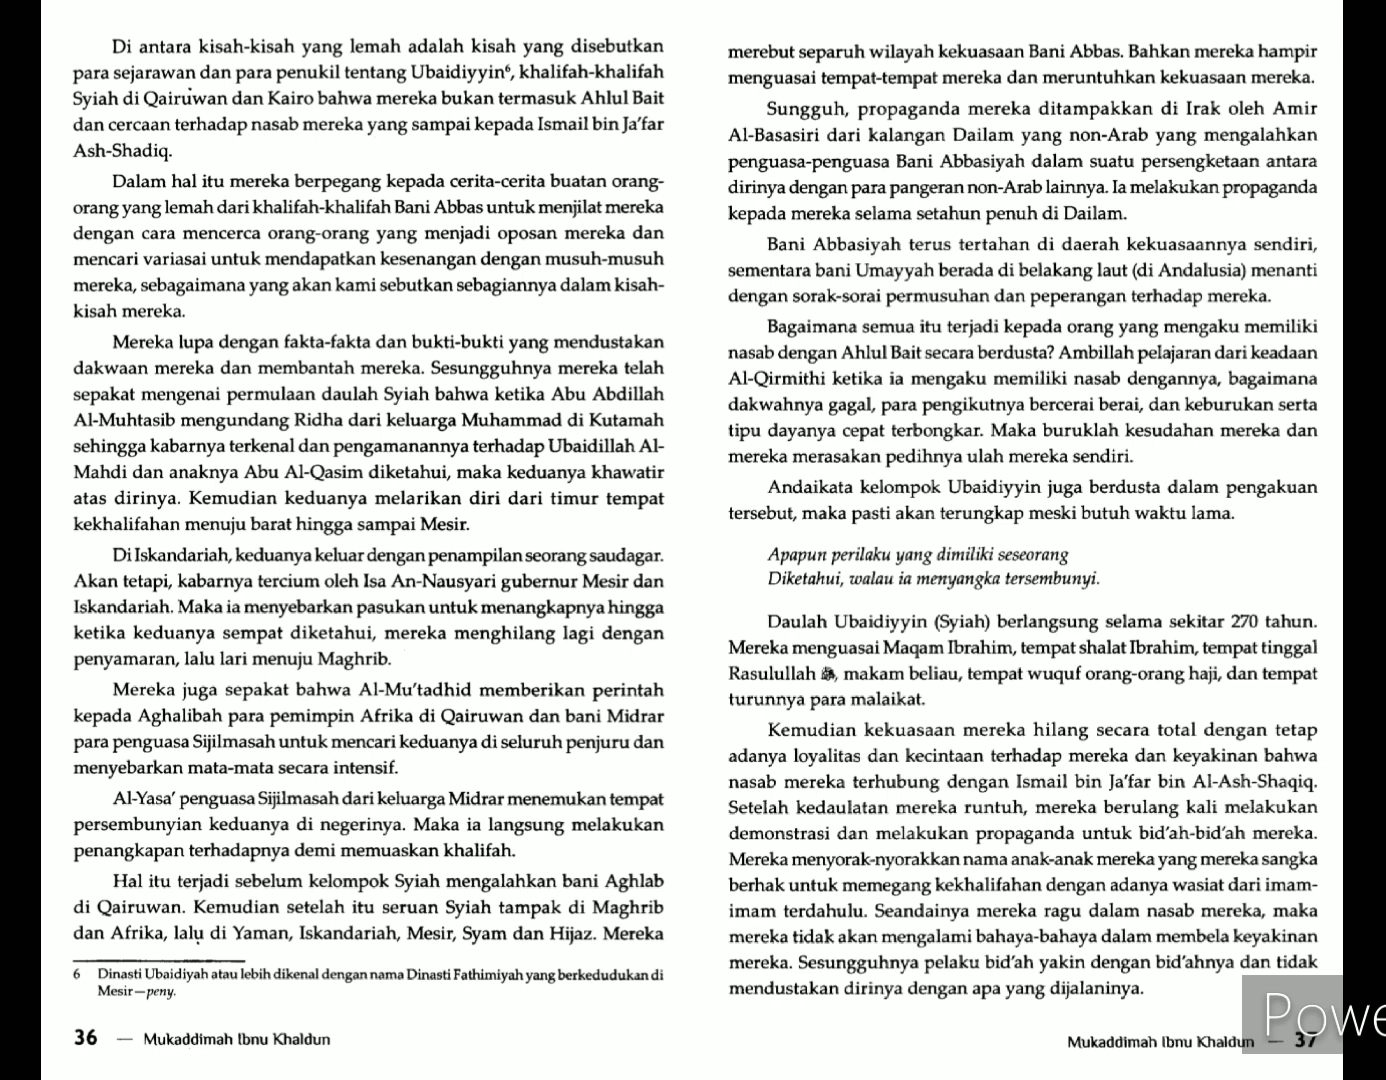 Di antara kisah-kisah yang lemah adalah kisah yang disebutkan
para sejarawan dan para penukil tentang Ubaidiyyin⁶, khalifah-khalifah
Syiah di Qairuwan dan Kairo bahwa mereka bukan termasuk Ahlul Bait
dan cercaan terhadap nasab mereka yang sampai kepada Ismail bin Ja'far
Ash-Shadiq.
Dalam hal itu mereka berpegang kepada cerita-cerita buatan orang-
orang yang lemah dari khalifah-khalifah Bani Abbas untuk menjilat mereka
dengan cara mencerca orang-orang yang menjadi oposan mereka dan
mencari variasai untuk mendapatkan kesenangan dengan musuh-musuh
mereka, sebagaimana yang akan kami sebutkan sebagiannya dalam kisah-
kisah mereka.
Mereka lupa dengan fakta-fakta dan bukti-bukti yang mendustakan
dakwaan mereka dan membantah mereka. Sesungguhnya mereka telah
sepakat mengenai permulaan daulah Syiah bahwa ketika Abu Abdillah
Al-Muhtasib mengundang Ridha dari keluarga Muhammad di Kutamah
sehingga kabarnya terkenal dan pengamanannya terhadap Ubaidillah Al-
Mahdi dan anaknya Abu Al-Qasim diketahui, maka keduanya khawatir
atas dirinya. Kemudian keduanya melarikan diri dari timur tempat
kekhalifahan menuju barat hingga sampai Mesir.
Di Iskandariah, keduanya keluar dengan penampilan seorang saudagar.
Akan tetapi, kabarnya tercium oleh Isa An-Nausyari gubernur Mesir dan
Iskandariah. Maka ia menyebarkan pasukan untuk menangkapnya hingga
ketika keduanya sempat diketahui, mereka menghilang lagi dengan
penyamaran, lalu lari menuju Maghrib.
Mereka juga sepakat bahwa Al-Mu'tadhid memberikan perintah
kepada Aghalibah para pemimpin Afrika di Qairuwan dan bani Midrar
para penguasa Sijilmasah untuk mencari keduanya di seluruh penjuru dan
menyebarkan mata-mata secara intensif.
Al-Yasa' penguasa Sijilmasah dari keluarga Midrar menemukan tempat
persembunyian keduanya di negerinya. Maka ia langsung melakukan
penangkapan terhadapnya demi memuaskan khalifah.
Hal itu terjadi sebelum kelompok Syiah mengalahkan bani Aghlab
di Qairuwan. Kemudian setelah itu seruan Syiah tampak di Maghrib
dan Afrika, lalu di Yaman, Iskandariah, Mesir, Syam dan Hijaz. Mereka
6 Dinasti Ubaidiyah atau lebih dikenal dengan nama Dinasti Fathimiyah yang berkedudukan di
Mesir—peny.
36 — Mukaddimah Ibnu Khaldun
merebut separuh wilayah kekuasaan Bani Abbas. Bahkan mereka hampir
menguasai tempat-tempat mereka dan meruntuhkan kekuasaan mereka.
Sungguh, propaganda mereka ditampakkan di Irak oleh Amir
Al-Basasiri dari kalangan Dailam yang non-Arab yang mengalahkan
penguasa-penguasa Bani Abbasiyah dalam suatu persengketaan antara
dirinya dengan para pangeran non-Arab lainnya. Ia melakukan propaganda
kepada mereka selama setahun penuh di Dailam.
Bani Abbasiyah terus tertahan di daerah kekuasaannya sendiri,
sementara bani Umayyah berada di belakang laut (di Andalusia) menanti
dengan sorak-sorai permusuhan dan peperangan terhadap mereka.
Bagaimana semua itu terjadi kepada orang yang mengaku memiliki
nasab dengan Ahlul Bait secara berdusta? Ambillah pelajaran dari keadaan
Al-Qirmithi ketika ia mengaku memiliki nasab dengannya, bagaimana
dakwahnya gagal, para pengikutnya bercerai berai, dan keburukan serta
tipu dayanya cepat terbongkar. Maka buruklah kesudahan mereka dan
mereka merasakan pedihnya ulah mereka sendiri.
Andaikata kelompok Ubaidiyyin juga berdusta dalam pengakuan
tersebut, maka pasti akan terungkap meski butuh waktu lama.
Apapun perilaku yang dimiliki seseorang
Diketahui, walau ia menyangka tersembunyi.
Daulah Ubaidiyyin (Syiah) berlangsung selama sekitar 270 tahun.
Mereka menguasai Maqam Ibrahim, tempat shalat Ibrahim, tempat tinggal
Rasulullah ﷺ, makam beliau, tempat wuquf orang-orang haji, dan tempat
turunnya para malaikat.
Kemudian kekuasaan mereka hilang secara total dengan tetap
adanya loyalitas dan kecintaan terhadap mereka dan keyakinan bahwa
nasab mereka terhubung dengan Ismail bin Ja'far bin Al-Ash-Shaqiq.
Setelah kedaulatan mereka runtuh, mereka berulang kali melakukan
demonstrasi dan melakukan propaganda untuk bid'ah-bid'ah mereka.
Mereka menyorak-nyorakkan nama anak-anak mereka yang mereka sangka
berhak untuk memegang kekhalifahan dengan adanya wasiat dari imam-
imam terdahulu. Seandainya mereka ragu dalam nasab mereka, maka
mereka tidak akan mengalami bahaya-bahaya dalam membela keyakinan
mereka. Sesungguhnya pelaku bid'ah yakin dengan bid'ahnya dan tidak
mendustakan dirinya dengan apa yang dijalaninya.
Mukaddimah Ibnu Khaldun — 37
Powe